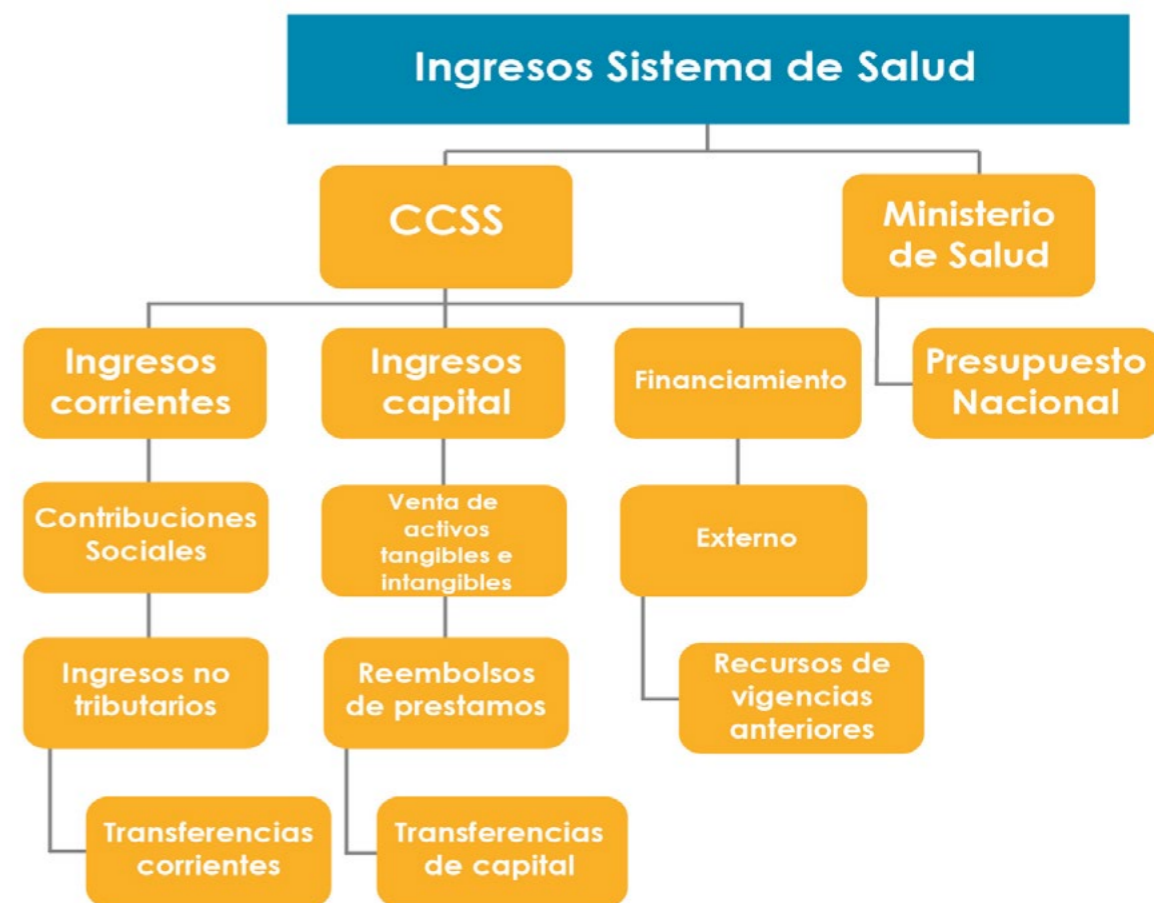 Ingresos Sistema de Salud
CCSS
Ministerio
de Salud
Ingresos
corrientes
Ingresos
capital
Financiamiento
Presupuesto
Nacional
Contribuciones
Sociales
Venta de
activos
tangibles e
intangibles
Externo
Ingresos no
tributarios
Reembolsos
de prestamos
Recursos de
vigencias
anteriores
Transferencias
corrientes
Transferencias
de capital